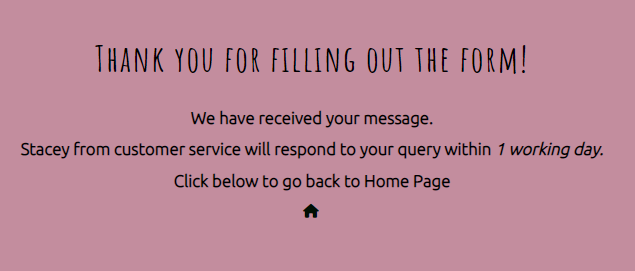 Thank you for filling out the form!
We have received your message.
Stacey from customer service will respond to your query within 1 working day.
Click below to go back to Home Page